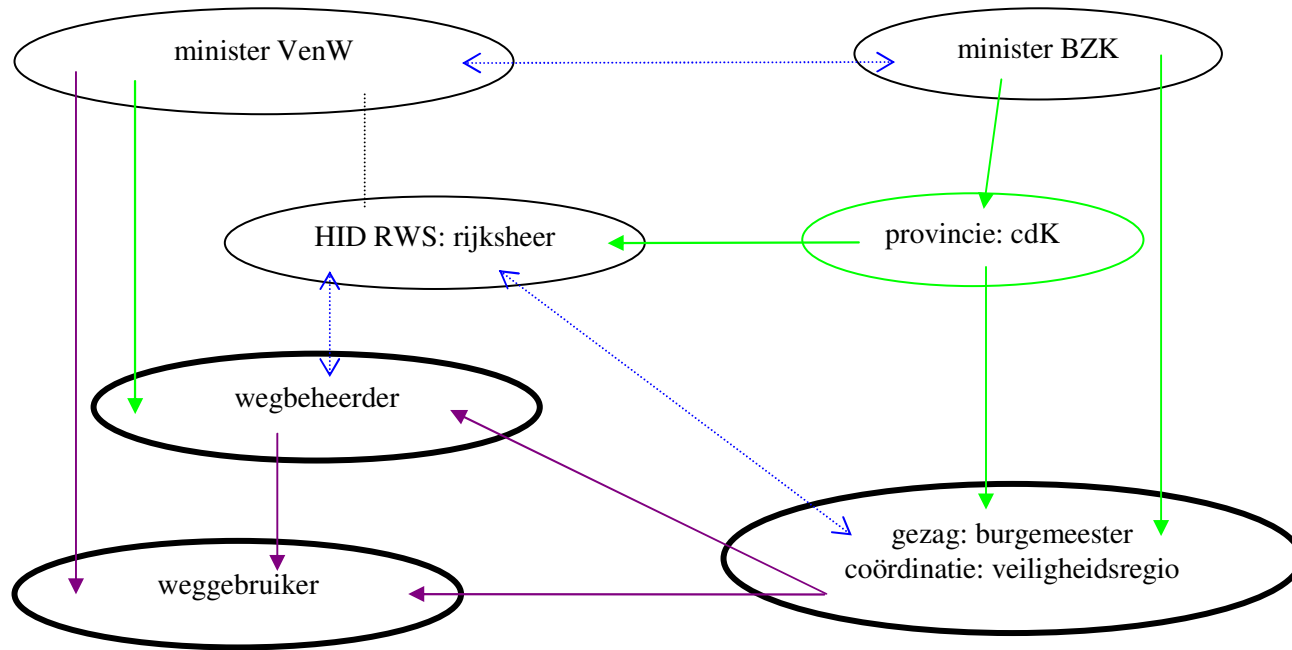 minister VenW
minister BZK
HID RWS: rijksheer
provincie: cdK
wegbeheerder
gezag: burgemeester
coördinatie: veiligheidsregio
weggebruiker